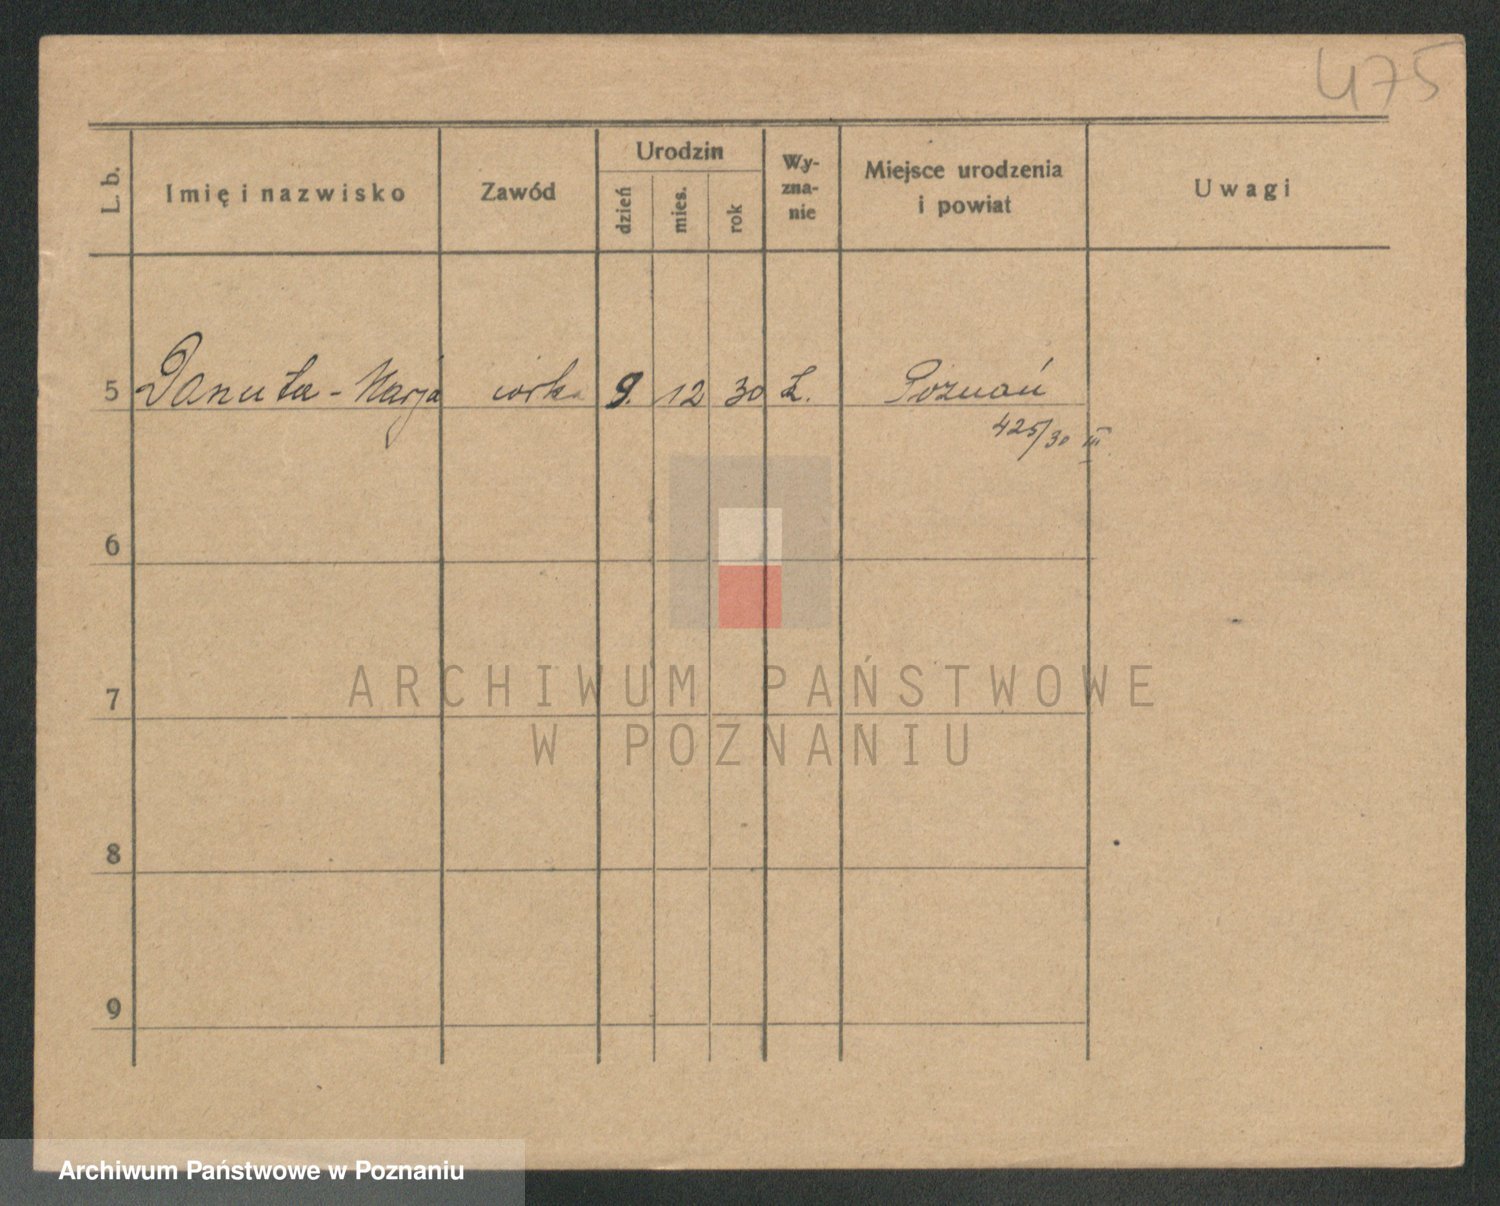 475
L. b.
Imię i nazwisko
Zawód
Urodzin
dzień
mies.
rok
Wy-
zna-
nie
Miejsce urodzenia
i powiat
Uwagi
5 Danuta - Marja córka 9. 12 30 Poznań
425/30 III
6
7
8
9
ARCHIWUM PAŃSTWOWE
W POZNANIU
Archiwum Państwowe w Poznaniu